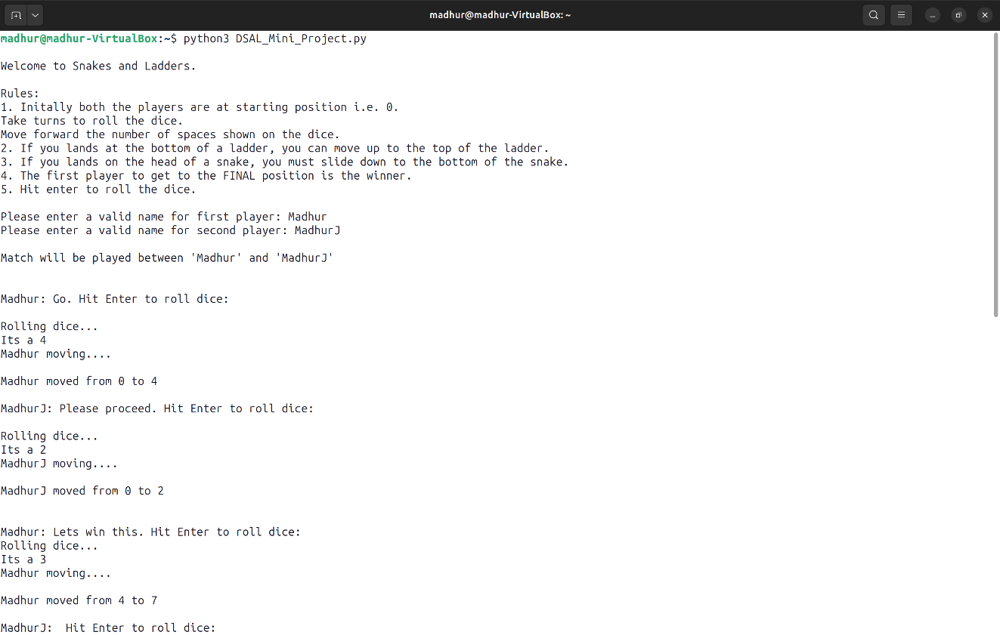 madhur@madhur-VirtualBox: ~
madhur@madhur-VirtualBox:~$ python3 DSAL_Mini_Project.py
Welcome to Snakes and Ladders.
Rules:
1. Initally both the players are at starting position i.e. 0.
Take turns to roll the dice.
Move forward the number of spaces shown on the dice.
2. If you lands at the bottom of a ladder, you can move up to the top of the ladder.
3. If you lands on the head of a snake, you must slide down to the bottom of the snake.
4. The first player to get to the FINAL position is the winner.
5. Hit enter to roll the dice.
Please enter a valid name for first player: Madhur
Please enter a valid name for second player: MadhurJ
Match will be played between 'Madhur' and 'MadhurJ'
Madhur: Go. Hit Enter to roll dice:
Rolling dice...
Its a 4
Madhur moving....
Madhur moved from 0 to 4
MadhurJ: Please proceed. Hit Enter to roll dice:
Rolling dice...
Its a 2
MadhurJ moving....
MadhurJ moved from 0 to 2
Madhur: Lets win this. Hit Enter to roll dice:
Rolling dice...
Its a 3
Madhur moving....
Madhur moved from 4 to 7
MadhurJ:  Hit Enter to roll dice: